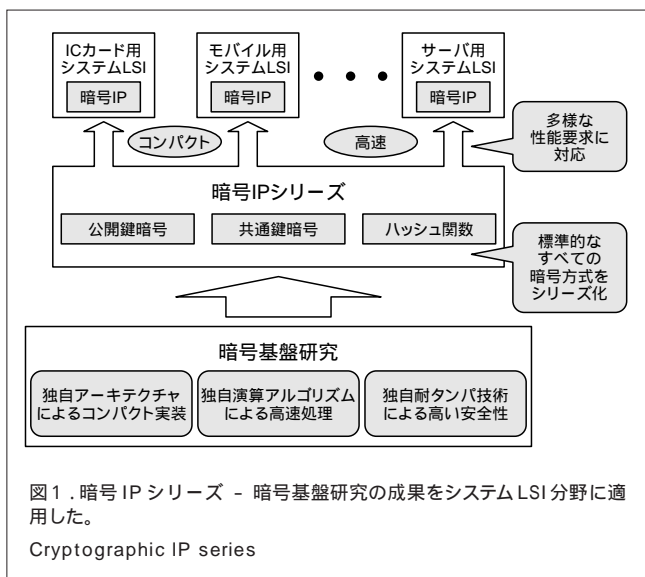 ICカード用
システムLSI
暗号IP
モバイル用
システムLSI
暗号IP
• • •
サーバ用
システムLSI
暗号IP
コンパクト
高速
多様な
性能要求に
対応
暗号IPシリーズ
公開鍵暗号
共通鍵暗号
ハッシュ関数
標準的な
すべての
暗号方式を
シリーズ化
暗号基盤研究
独自アーキテクチャ
によるコンパクト実装
独自演算アルゴリズム
による高速処理
独自耐タンパ技術
による高い安全性
図1.暗号IPシリーズ - 暗号基盤研究の成果をシステムLSI分野に適
用した。
Cryptographic IP series